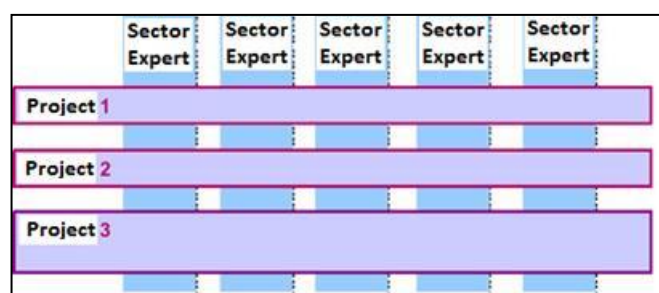 Sector Sector Sector Sector Sector
Expert Expert Expert Expert Expert
Project 1
Project 2
Project 3